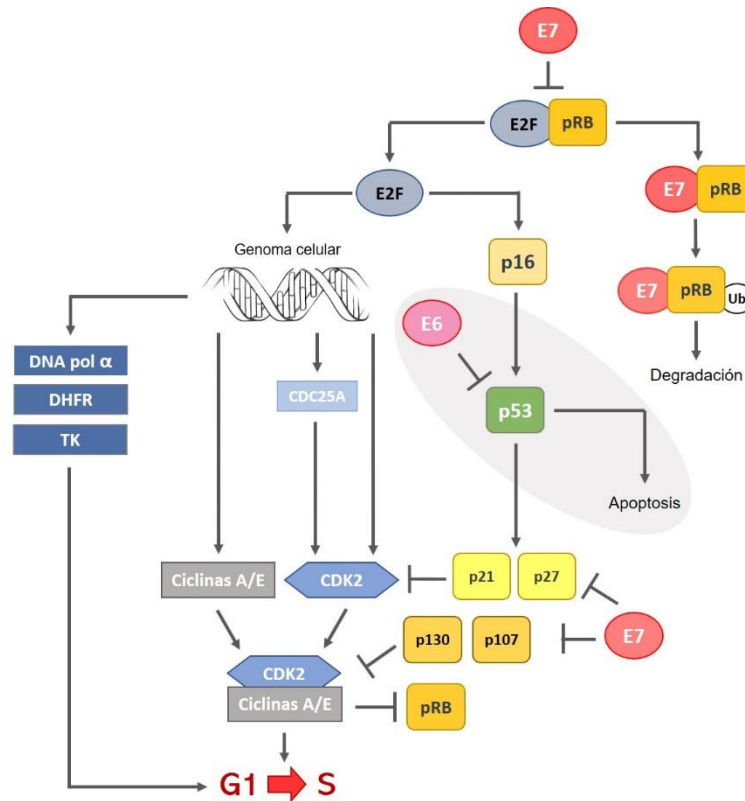 E7
E2F
pRB
E2F
E7
pRB
Genoma celular
p16
E7
pRB
Ub
E6
DNA pol α
DHFR
TK
CDC25A
p53
Degradación
Apoptosis
Ciclinas A/E
CDK2
p21
p27
p130
p107
E7
CDK2
Ciclinas A/E
pRB
G1
S